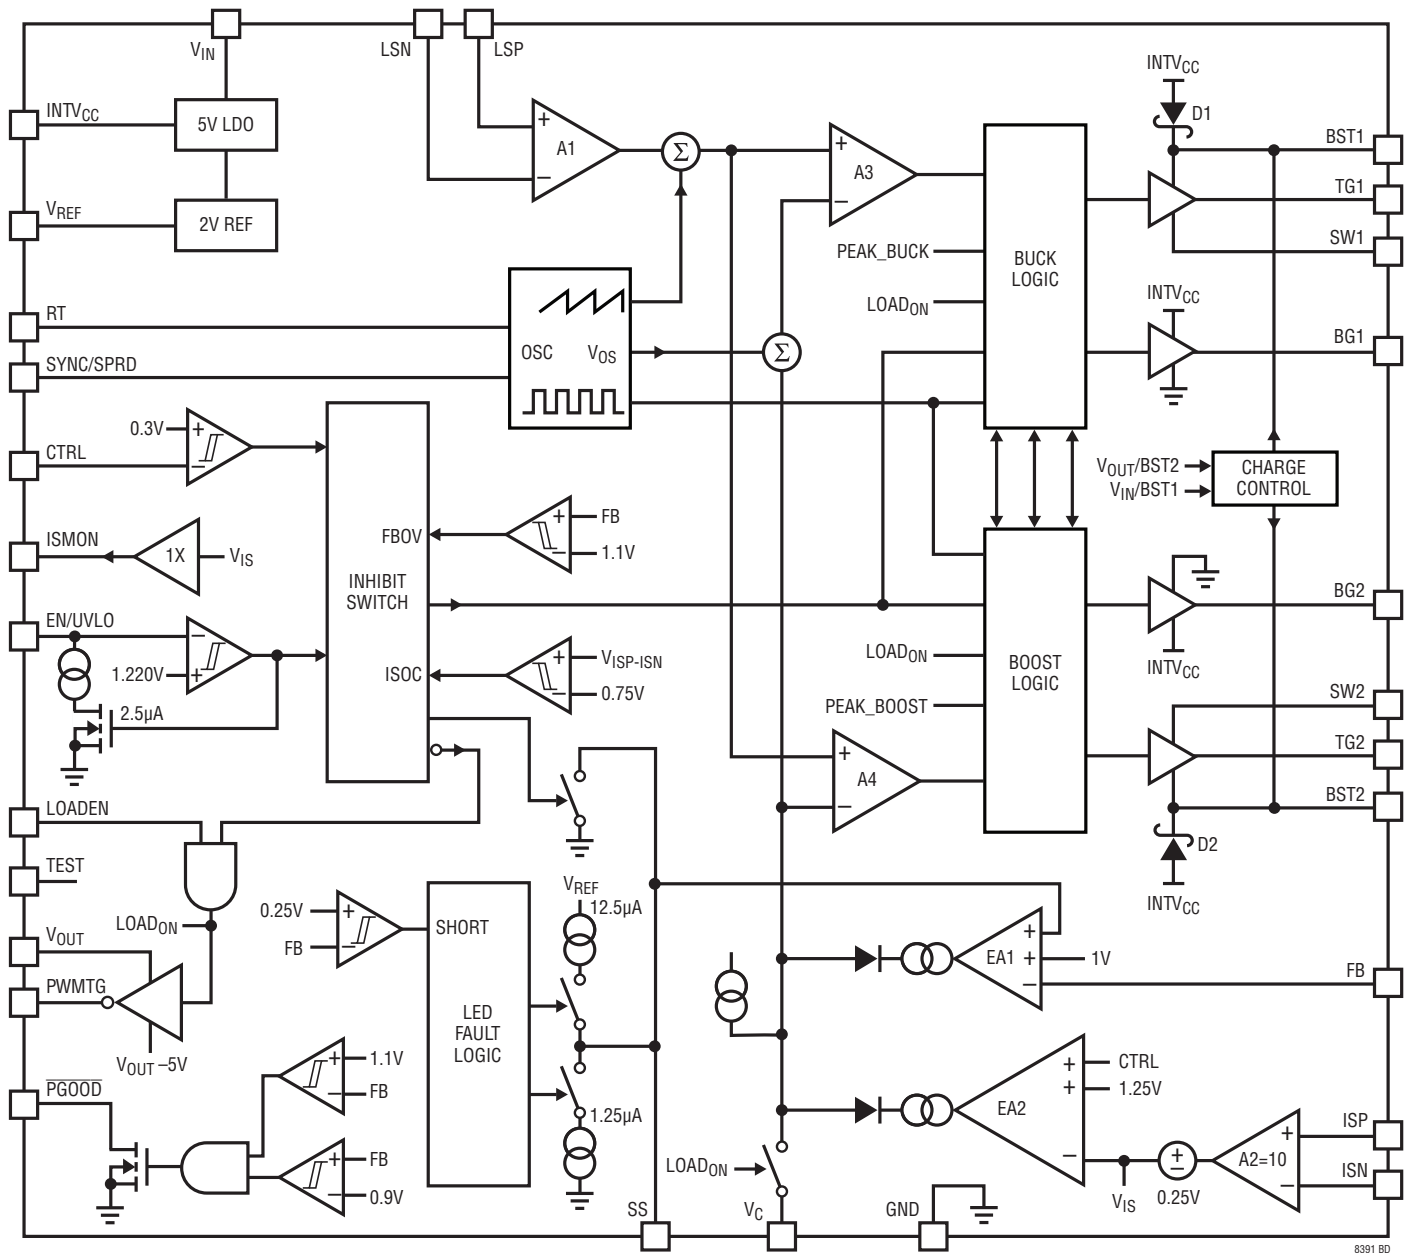 VIN
LSN
LSP
INTVCC
5V LDO
VREF
2V REF
+
A1
−
Σ
+
A3
−
INTVCC
D1
BST1
TG1
SW1
PEAK_BUCK
LOADON
BUCK
LOGIC
INTVCC
BG1
RT
SYNC/SPRD
OSC
VOS
Σ
0.3V
+
−
CTRL
ISMON
1X
VIS
EN/UVLO
−
1.220V
+
2.5µA
FBOV
INHIBIT
SWITCH
ISOC
+
FB
−
1.1V
+
VISP-ISN
−
0.75V
VOUT/BST2
VIN/BST1
CHARGE
CONTROL
BG2
INTVCC
LOADON
PEAK_BOOST
BOOST
LOGIC
+
A4
−
SW2
TG2
BST2
D2
INTVCC
LOADEN
TEST
LOADON
VOUT
PWMTG
VOUT –5V
PGOOD
0.25V
+
FB
−
SHORT
LED
FAULT
LOGIC
VREF
12.5µA
1.25µA
+
1.1V
−
FB
+
FB
−
0.9V
EA1
+
+
1V
−
FB
EA2
+
CTRL
+
1.25V
−
VIS
+
−
0.25V
A2=10
+
−
ISP
ISN
LOADON
SS
VC
GND
8391 BD